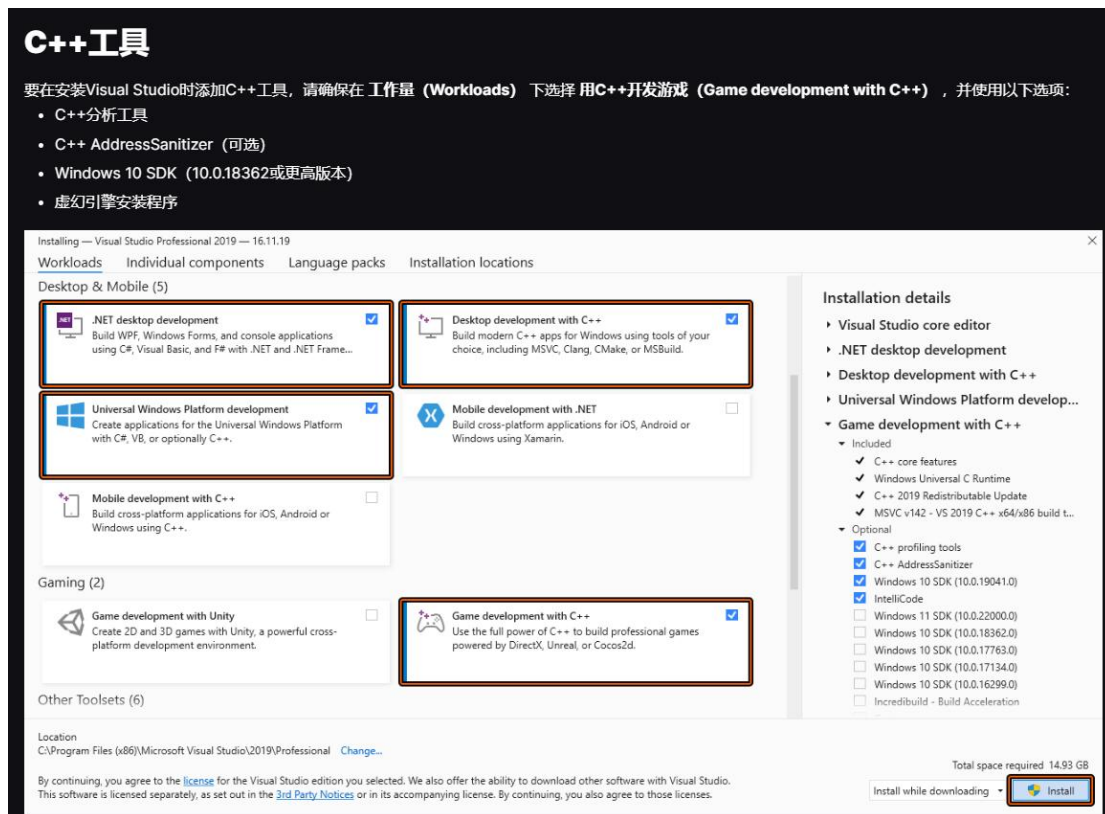 C++工具
要在安装Visual Studio时添加C++工具，请确保在 工作量（Workloads） 下选择 用C++开发游戏（Game development with C++） ，并使用以下选项：
• C++分析工具
• C++ AddressSanitizer（可选）
• Windows 10 SDK（10.0.18362或更高版本）
• 虚幻引擎安装程序
Installing — Visual Studio Professional 2019 — 16.11.19
Workloads Individual components Language packs Installation locations
Desktop & Mobile (5)
.NET desktop development
Build WPF, Windows Forms, and console applications
using C#, Visual Basic, and F# with .NET and .NET Frame...
Desktop development with C++
Build modern C++ apps for Windows using tools of your
choice, including MSVC, Clang, CMake, or MSBuild.
Universal Windows Platform development
Create applications for the Universal Windows Platform
with C#, VB, or optionally C++.
Mobile development with .NET
Build cross-platform applications for iOS, Android or
Windows using Xamarin.
Mobile development with C++
Build cross-platform applications for iOS, Android or
Windows using C++.
Gaming (2)
Game development with Unity
Create 2D and 3D games with Unity, a powerful cross-
platform development environment.
Game development with C++
Use the full power of C++ to build professional games
powered by DirectX, Unreal, or Cocos2d.
Other Toolsets (6)
Installation details
Visual Studio core editor
.NET desktop development
Desktop development with C++
Universal Windows Platform develop...
Game development with C++
Included
C++ core features
Windows Universal C Runtime
C++ 2019 Redistributable Update
MSVC v142 - VS 2019 C++ x64/x86 build t...
Optional
C++ profiling tools
C++ AddressSanitizer
Windows 10 SDK (10.0.19041.0)
IntelliCode
Windows 11 SDK (10.0.22000.0)
Windows 10 SDK (10.0.18362.0)
Windows 10 SDK (10.0.17763.0)
Windows 10 SDK (10.0.17134.0)
Windows 10 SDK (10.0.16299.0)
Incredibuild - Build Acceleration
Location
C:\Program Files (x86)\Microsoft Visual Studio\2019\Professional Change...
By continuing, you agree to the license for the Visual Studio edition you selected. We also offer the ability to download other software with Visual Studio.
This software is licensed separately, as set out in the 3rd Party Notices or in its accompanying license. By continuing, you also agree to those licenses.
Total space required 14.93 GB
Install while downloading Install